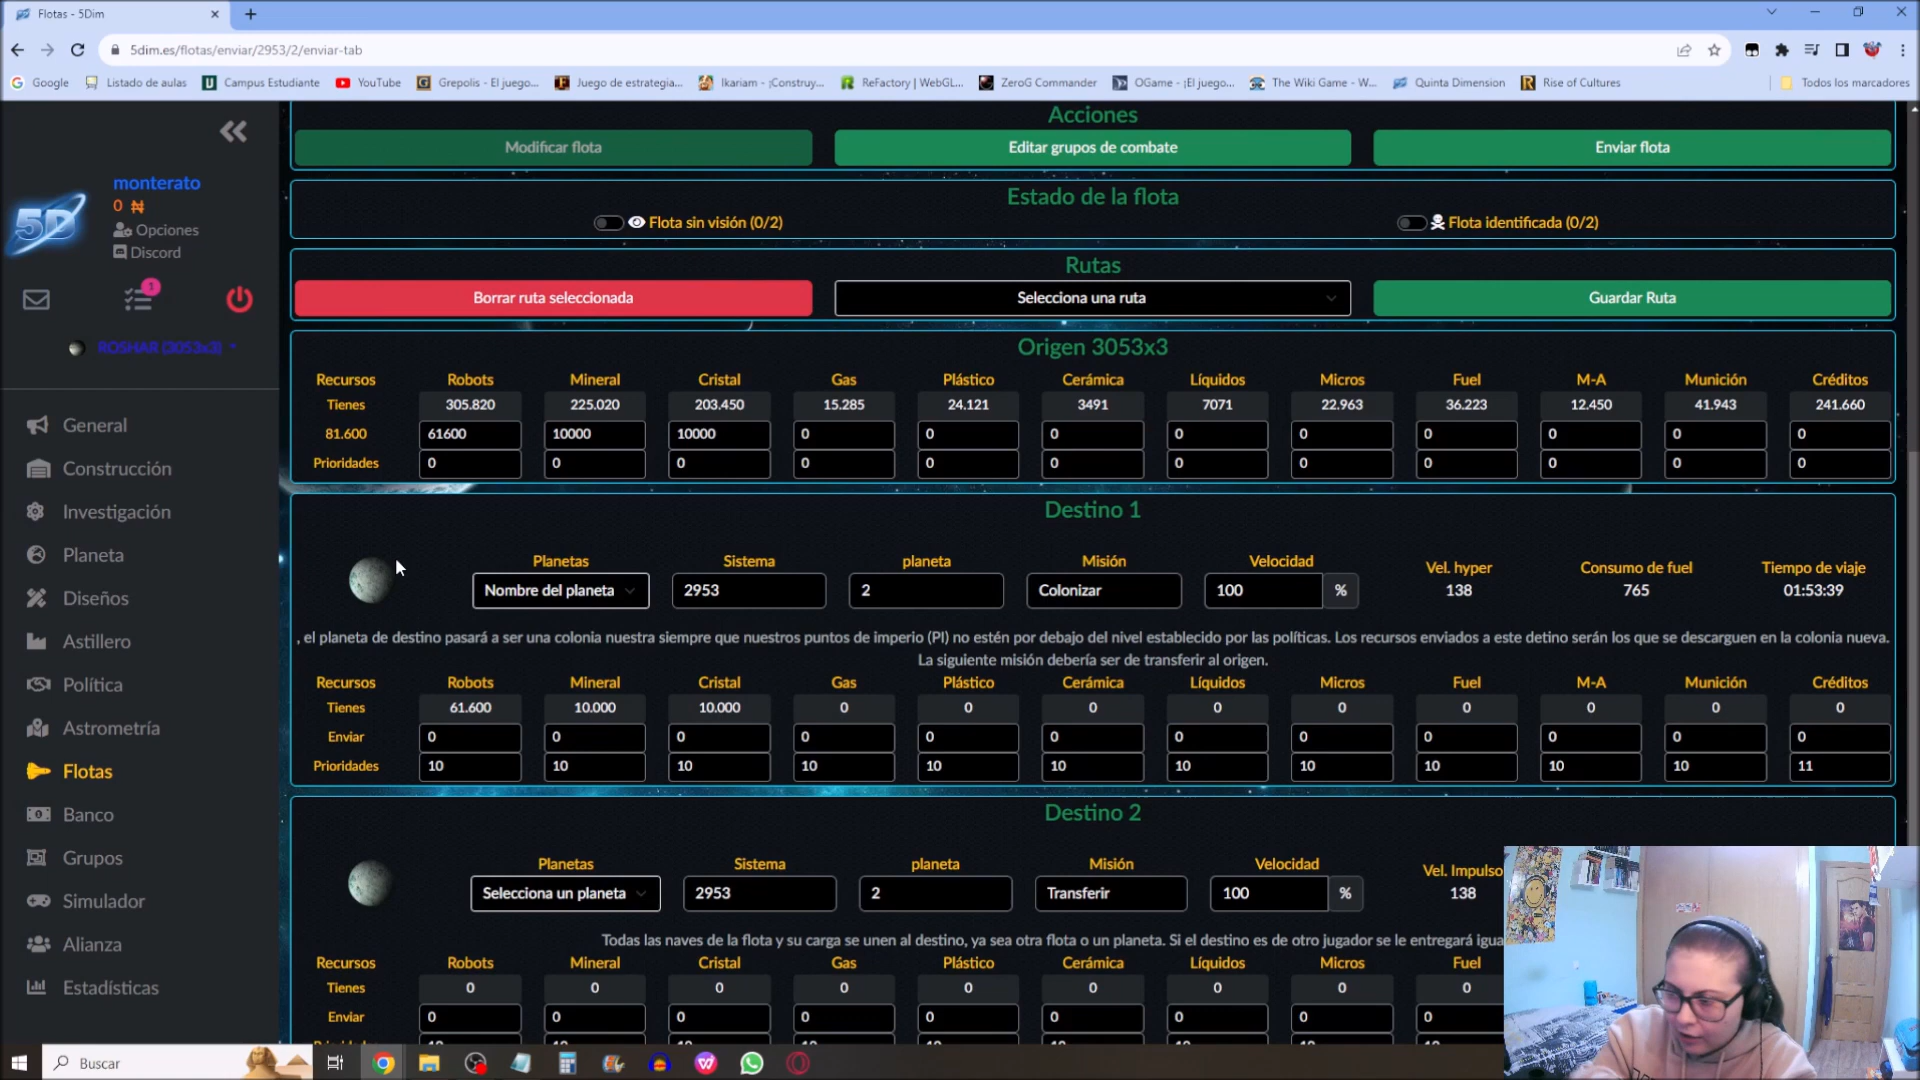 Flotas - 5Dim
5dim.es/flotas/enviar/2953/2/enviar-tab
Google
Listado de aulas
Campus Estudiante
YouTube
Grepolis - El juego...
Juego de estrategia...
Ikariam - ¡Construy...
ReFactory | WebGL...
ZeroG Commander
OGame - ¡El juego...
The Wiki Game - W...
Quinta Dimension
Rise of Cultures
Todos los marcadores
5D
monterato
0
Opciones
Discord
1
ROSHAR (3053x3)
General
Construcción
Investigación
Planeta
Diseños
Astillero
Política
Astrometría
Flotas
Banco
Grupos
Simulador
Alianza
Estadísticas
Acciones
Modificar flota Editar grupos de combate Enviar flota
Estado de la flota
Flota sin visión (0/2) Flota identificada (0/2)
Rutas
Borrar ruta seleccionada Selecciona una ruta Guardar Ruta
Origen 3053x3
Recursos Robots Mineral Cristal Gas Plástico Cerámica Líquidos Micros Fuel M-A Munición Créditos
Tienes 305.820 225.020 203.450 15.285 24.121 3491 7071 22.963 36.223 12.450 41.943 241.660
81.600 61600 10000 10000 0 0 0 0 0 0 0 0 0
Prioridades 0 0 0 0 0 0 0 0 0 0 0 0
Destino 1
Planetas Sistema planeta Misión Velocidad Vel. hyper Consumo de fuel Tiempo de viaje
Nombre del planeta 2953 2 Colonizar 100 % 138 765 01:53:39
, el planeta de destino pasará a ser una colonia nuestra siempre que nuestros puntos de imperio (PI) no estén por debajo del nivel establecido por las políticas. Los recursos enviados a este detino serán los que se descarguen en la colonia nueva.
La siguiente misión debería ser de transferir al origen.
Recursos Robots Mineral Cristal Gas Plástico Cerámica Líquidos Micros Fuel M-A Munición Créditos
Tienes 61.600 10.000 10.000 0 0 0 0 0 0 0 0 0
Enviar 0 0 0 0 0 0 0 0 0 0 0 0
Prioridades 10 10 10 10 10 10 10 10 10 10 10 11
Destino 2
Planetas Sistema planeta Misión Velocidad Vel. Impulso
Selecciona un planeta 2953 2 Transferir 100 % 138
Todas las naves de la flota y su carga se unen al destino, ya sea otra flota o un planeta. Si el destino es de otro jugador se le entregará igua
Recursos Robots Mineral Cristal Gas Plástico Cerámica Líquidos Micros Fuel
Tienes 0 0 0 0 0 0 0 0 0
Enviar 0 0 0 0 0 0 0 0 0
Buscar